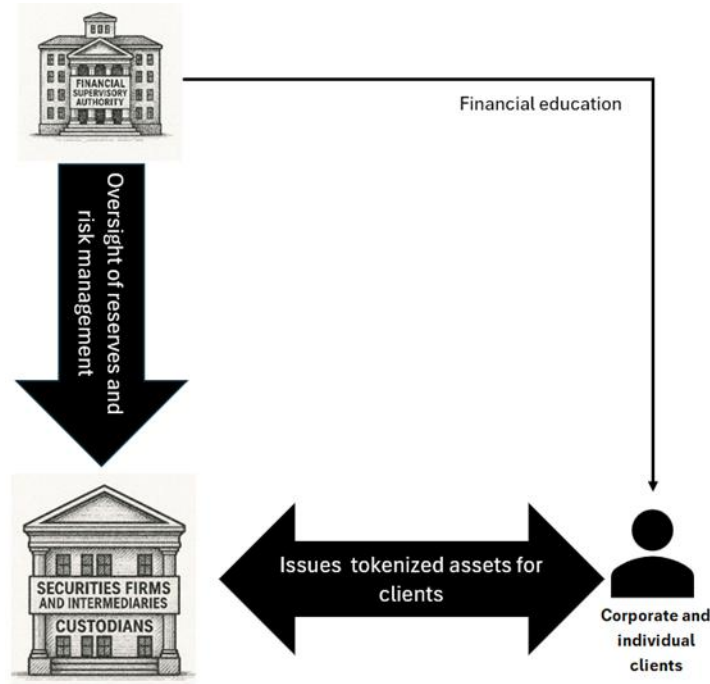 FINANCIAL
SUPERVISORY
AUTHORITY
Financial education
Oversight of reserves and
risk management
SECURITIES FIRMS
AND INTERMEDIARIES
CUSTODIANS
Issues tokenized assets for
clients
Corporate and
individual
clients